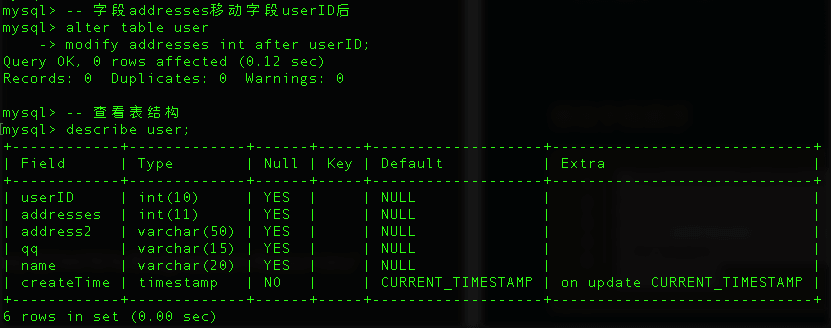 mysql> -- 字段addresses移动字段userID后
mysql> alter table user
    -> modify addresses int after userID;
Query OK, 0 rows affected (0.12 sec)
Records: 0  Duplicates: 0  Warnings: 0

mysql> -- 查看表结构
mysql> describe user;
+------------+-------------+------+-----+-------------------+-----------------------------+
| Field      | Type        | Null | Key | Default           | Extra                       |
+------------+-------------+------+-----+-------------------+-----------------------------+
| userID     | int(10)     | YES  |     | NULL              |                             |
| addresses  | int(11)     | YES  |     | NULL              |                             |
| address2   | varchar(50) | YES  |     | NULL              |                             |
| qq         | varchar(15) | YES  |     | NULL              |                             |
| name       | varchar(20) | YES  |     | NULL              |                             |
| createTime | timestamp   | NO   |     | CURRENT_TIMESTAMP | on update CURRENT_TIMESTAMP |
+------------+-------------+------+-----+-------------------+-----------------------------+
6 rows in set (0.00 sec)